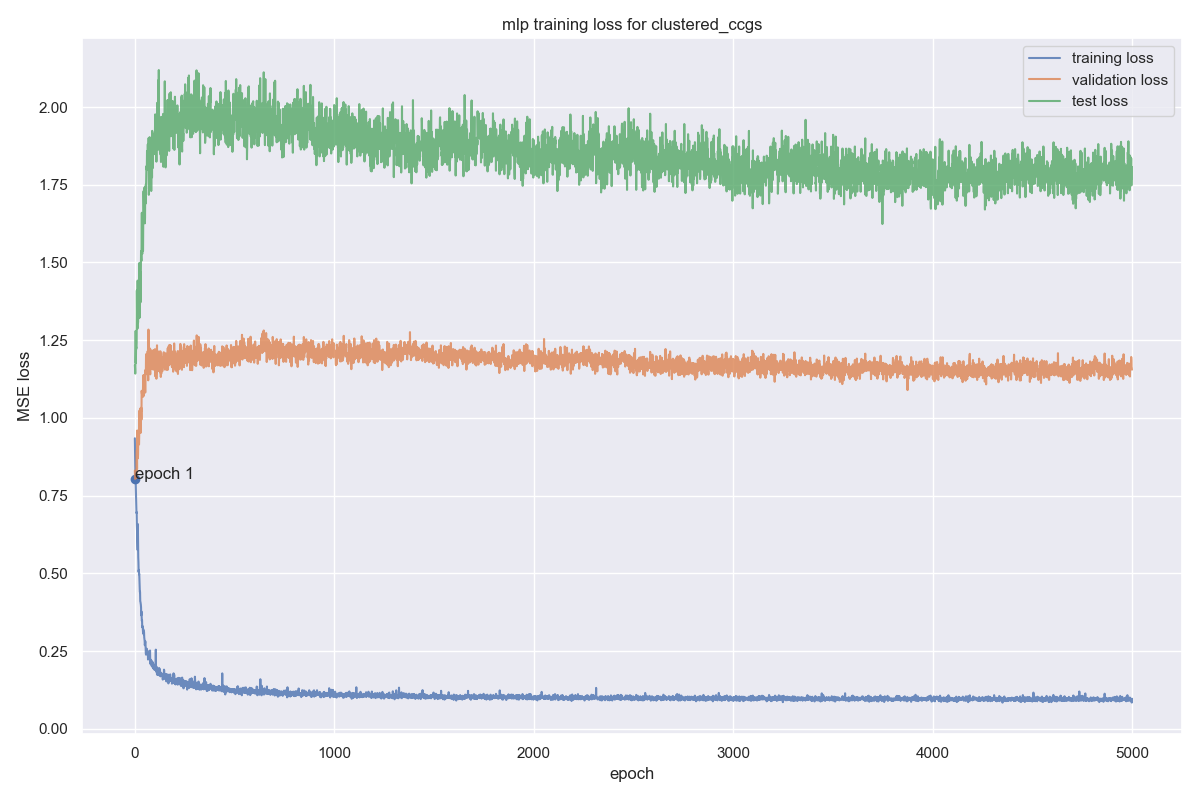 mlp training loss for clustered_ccgs
training loss
validation loss
test loss
2.00
1.75
1.50
1.25
1.00
0.75
0.50
0.25
0.00
MSE loss
epoch 1
0
1000
2000
3000
4000
5000
epoch